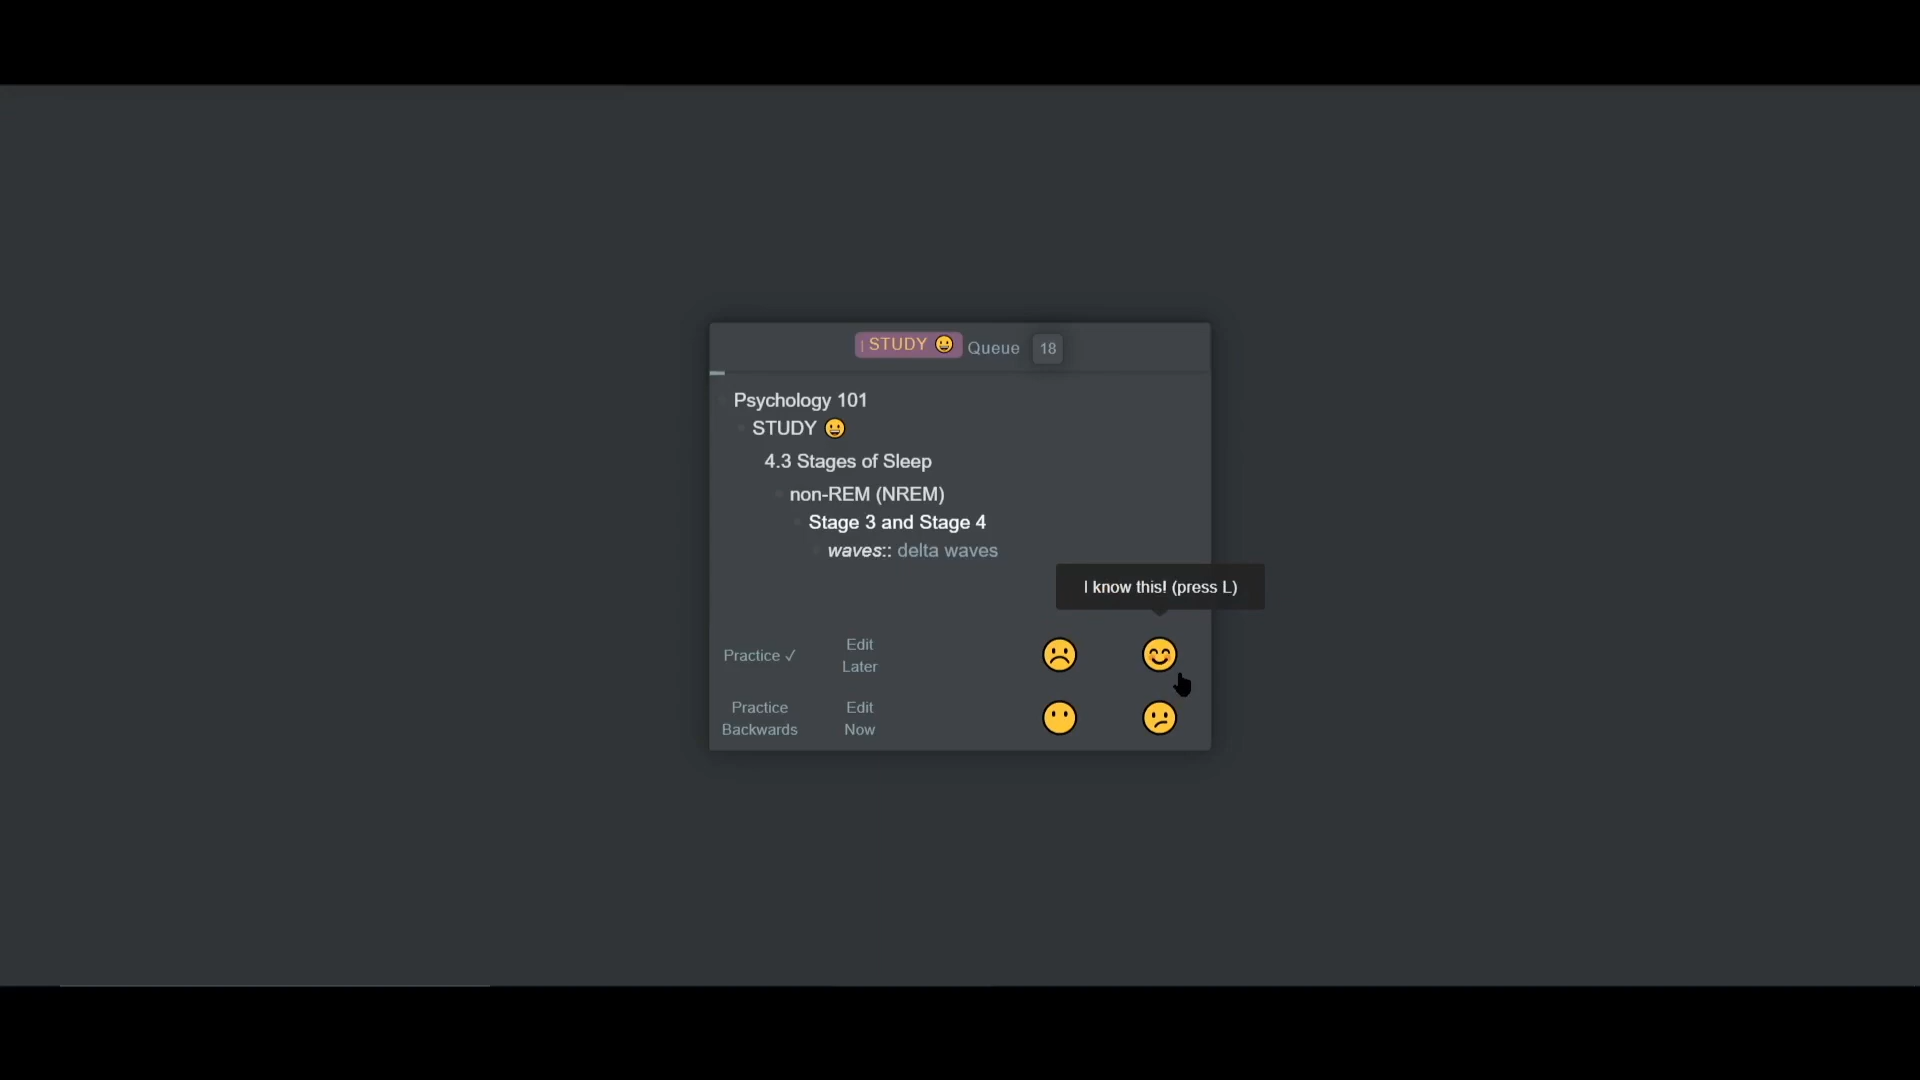 STUDY 😀 Queue 18
Psychology 101
STUDY 😀
4.3 Stages of Sleep
non-REM (NREM)
Stage 3 and Stage 4
waves:: delta waves
I know this! (press L)
Practice ✓
Edit
Later
Practice
Backwards
Edit
Now